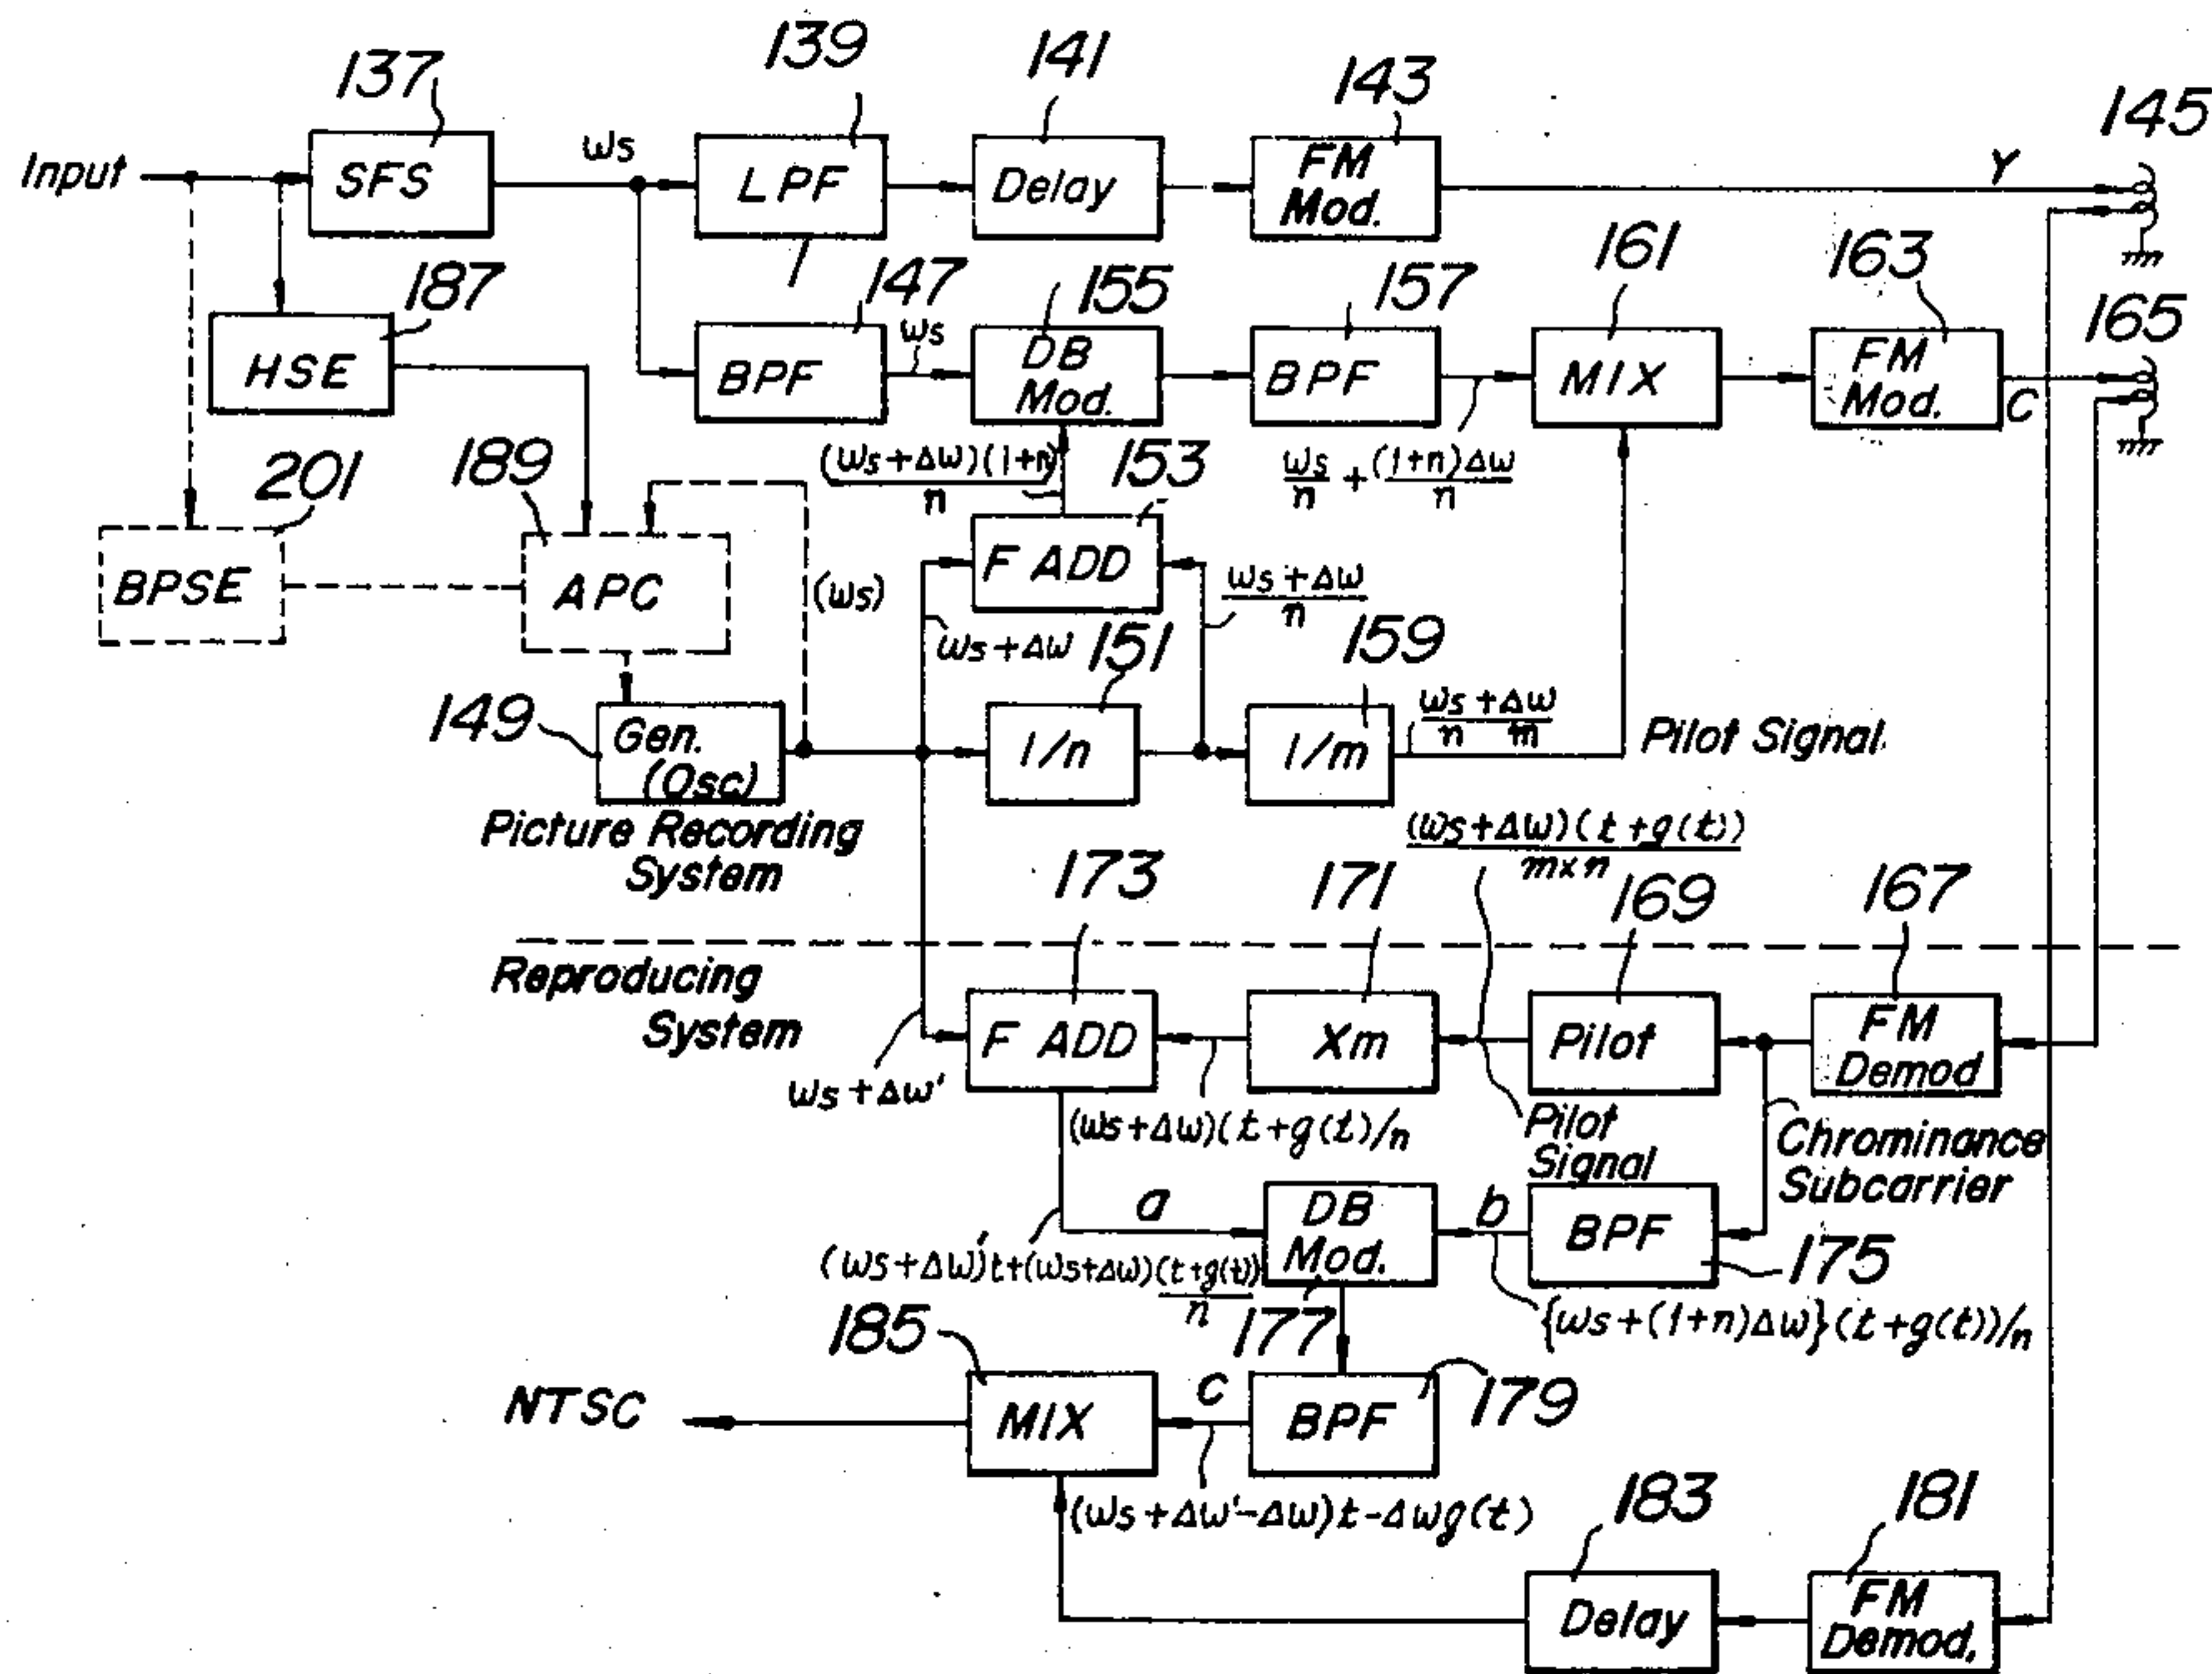 137
139
141
143
145
Input
SFS
ωs
LPF
Delay
FM
Mod.
Y
187
HSE
147
BPF
ωs
155
DB
Mod.
157
BPF
161
MIX
163
FM
Mod.
C
165
(ωs+Δω)(1+n)
n
153
ωs/n + (1+n)Δω/n
201
BPSE
189
APC
(ωs)
F ADD
ωs+Δω
n
ωs+Δω
151
159
149
Gen.
(Osc)
1/n
1/m
ωs+Δω
n m
Pilot Signal
Picture Recording
System
(ωs+Δω)(t+g(t))
m×n
173
171
169
167
Reproducing
System
F ADD
Xm
Pilot
FM
Demod
ωs+Δω'
(ωs+Δω)(t+g(t)/n
Pilot
Signal
Chrominance
Subcarrier
a
DB
Mod.
b
BPF
175
(ωs+Δω)'t+(ωs+Δω)(t+g(t))
n
177
{ωs+(1+n)Δω}(t+g(t))/n
185
NTSC
MIX
C
BPF
179
(ωs+Δω'-Δω)t-Δωg(t)
183
181
Delay
FM
Demod.